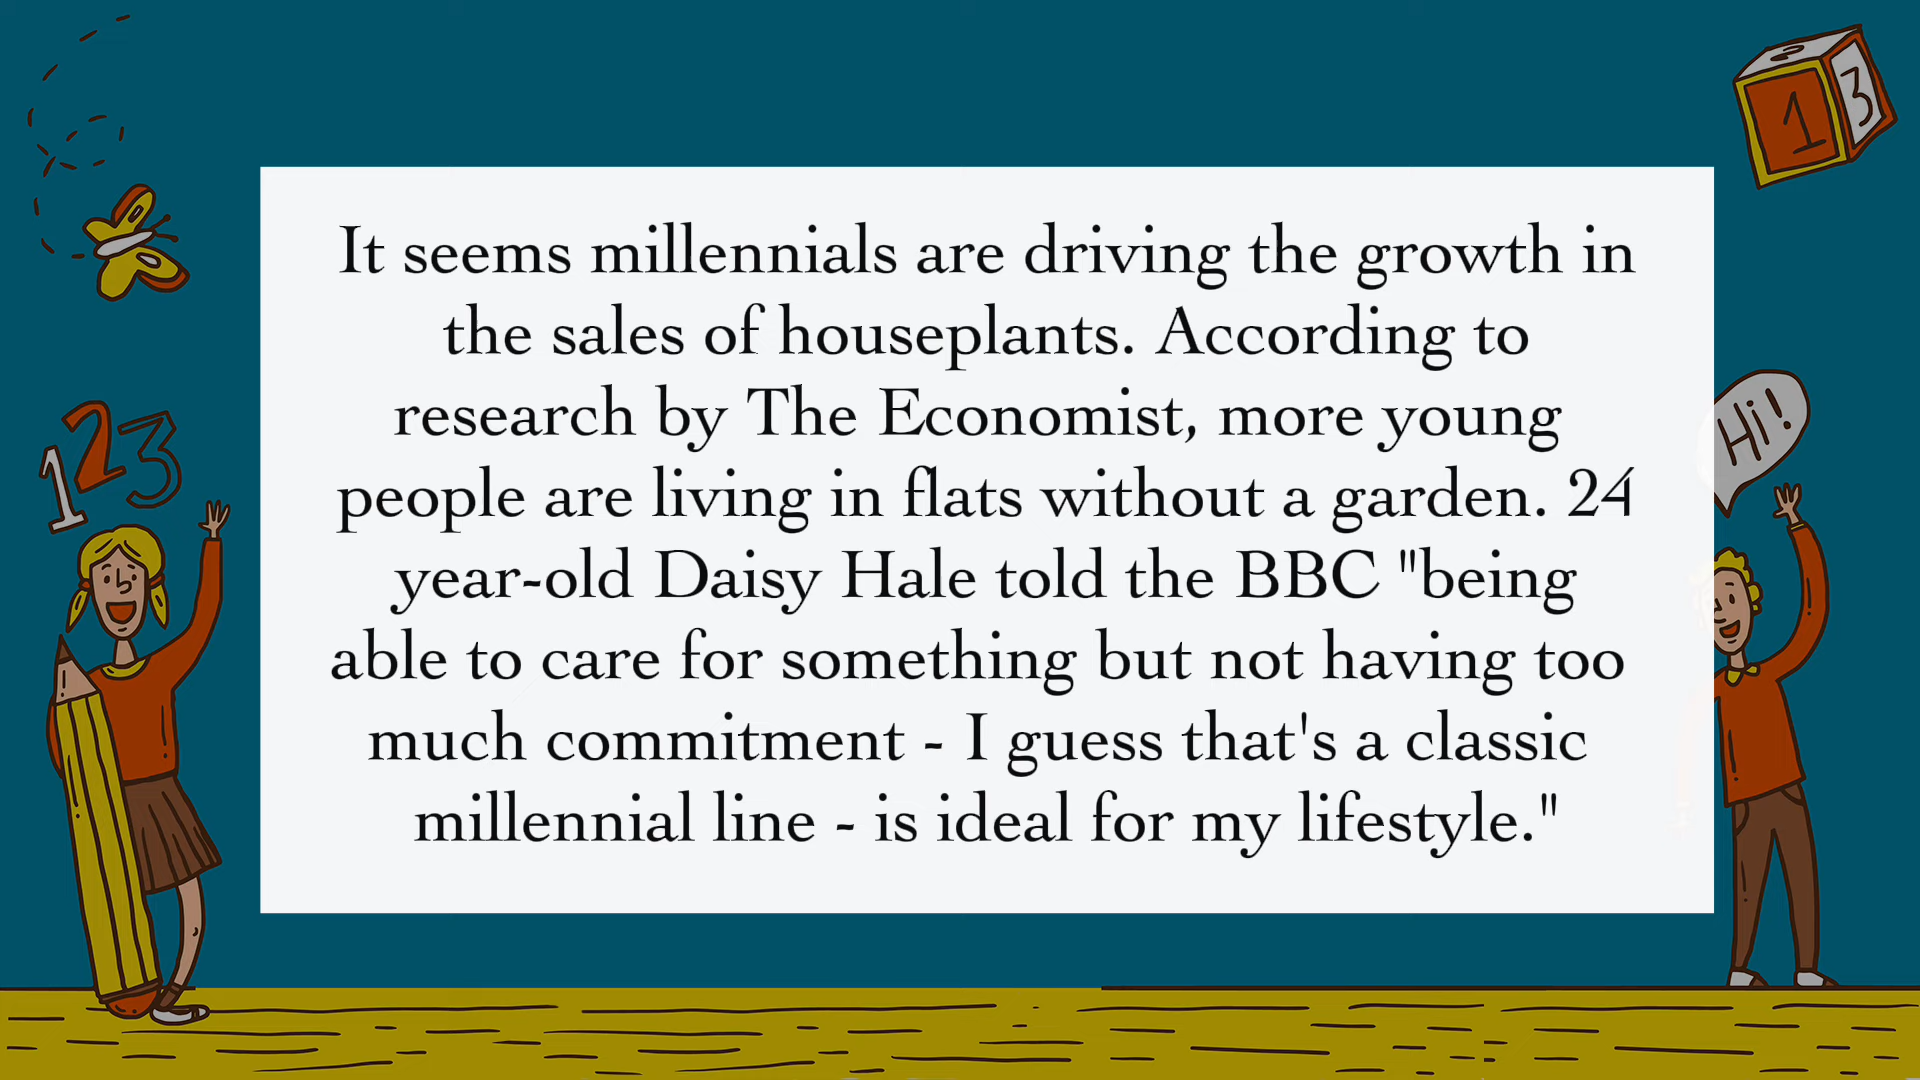 It seems millennials are driving the growth in
the sales of houseplants. According to
research by The Economist, more young
people are living in flats without a garden. 24
year-old Daisy Hale told the BBC "being
able to care for something but not having too
much commitment - I guess that's a classic
millennial line - is ideal for my lifestyle."
1 3
123
Hi!